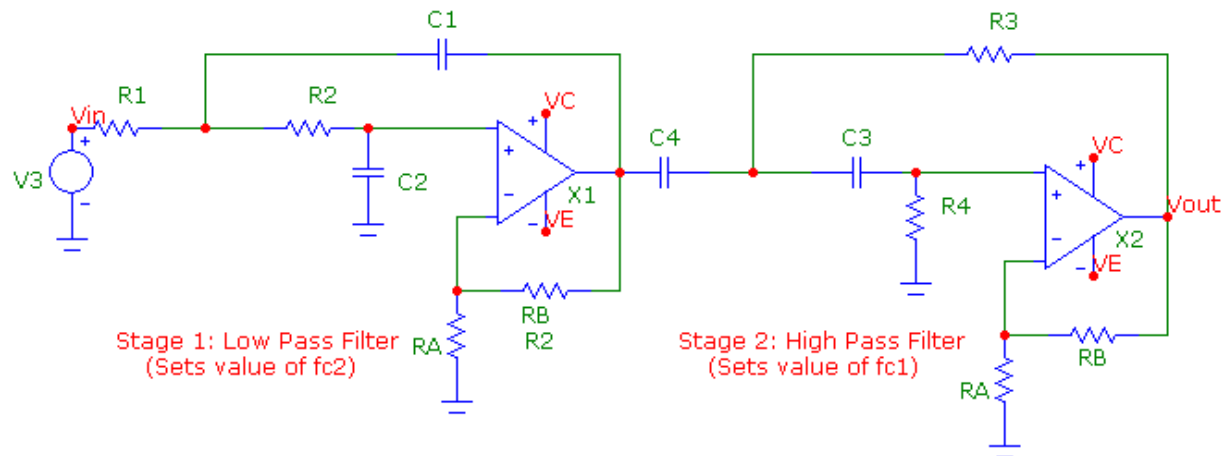 C1
R3
Vin
R1
R2
VC
C4
C3
VC
+
+
+
+
V3
-
C2
-
X1
R4
+
-
X2
Vout
-
VE
-
VE
RB
R2
RA
Stage 1: Low Pass Filter
(Sets value of fc2)
Stage 2: High Pass Filter
(Sets value of fc1)
RB
RA